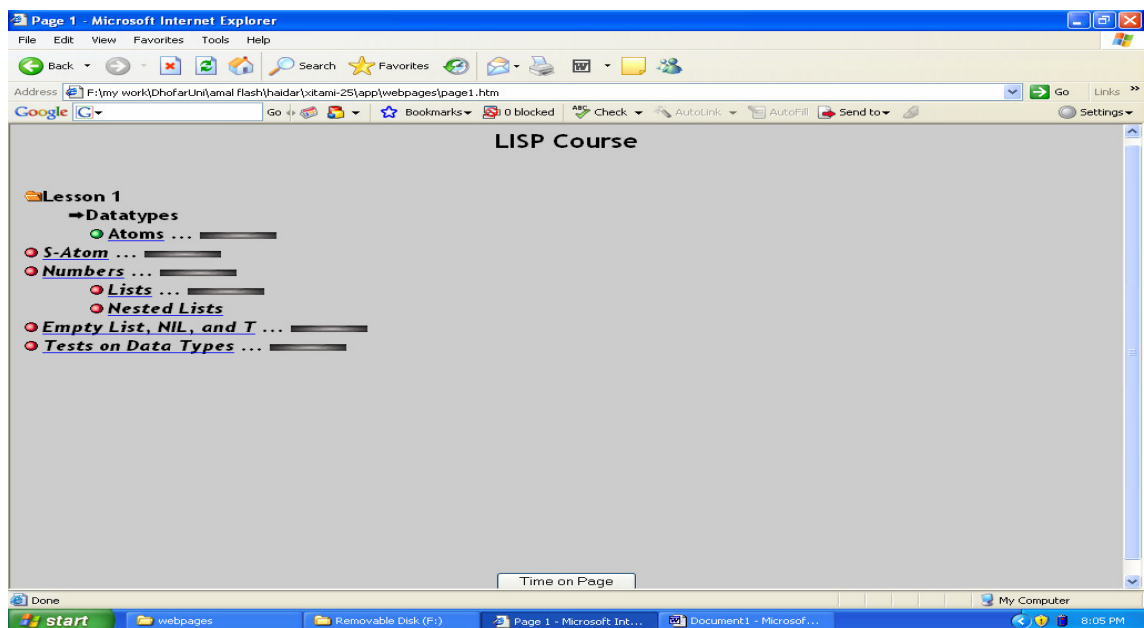 Page 1 - Microsoft Internet Explorer
File Edit View Favorites Tools Help
Back Search Favorites
Address F:\my work\DhofarUni\amal flash\haidar\xitami-25\app\webpages\page1.htm Go Links »
Google G Go Bookmarks 0 blocked ABC Check AutoLink AutoFill Send to Settings
LISP Course
Lesson 1
Datatypes
Atoms ...
S-Atom ...
Numbers ...
Lists ...
Nested Lists
Empty List, NIL, and T ...
Tests on Data Types ...
Time on Page
Done My Computer
start webpages Removable Disk (F:) Page 1 - Microsoft Int... Document1 - Microsof... 8:05 PM